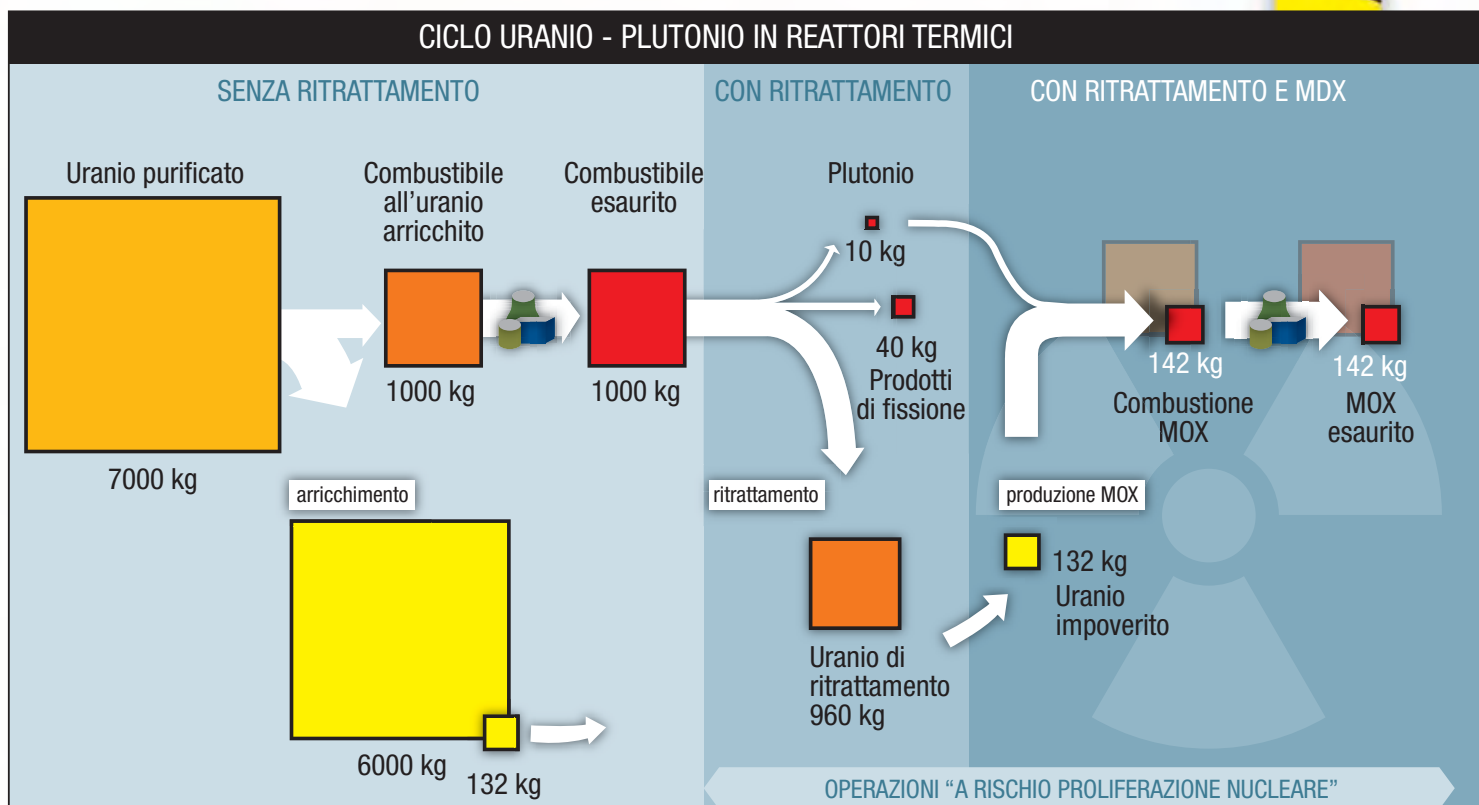 CICLO URANIO - PLUTONIO IN REATTORI TERMICI
SENZA RITRATTAMENTO
CON RITRATTAMENTO
CON RITRATTAMENTO E MDX
Uranio purificato
7000 kg
Combustibile
all'uranio
arricchito
1000 kg
Combustibile
esaurito
1000 kg
arricchimento
6000 kg
132 kg
Plutonio
10 kg
40 kg
Prodotti
di fissione
ritrattamento
Uranio di
ritrattamento
960 kg
142 kg
Combustione
MOX
142 kg
MOX
esaurito
produzione MOX
132 kg
Uranio
impoverito
OPERAZIONI “A RISCHIO PROLIFERAZIONE NUCLEARE”